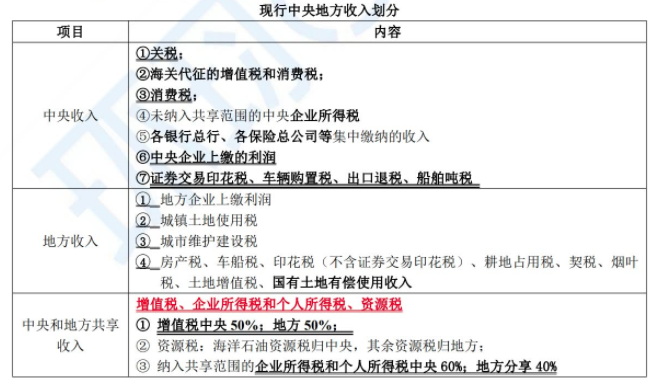 现行中央地方收入划分
项目
内容
中央收入
①关税；
②海关代征的增值税和消费税；
③消费税；
④未纳入共享范围的中央企业所得税
⑤各银行总行、各保险总公司等集中缴纳的收入
⑥中央企业上缴的利润
⑦证券交易印花税、车辆购置税、出口退税、船舶吨税
地方收入
① 地方企业上缴利润
② 城镇土地使用税
③ 城市维护建设税
④ 房产税、车船税、印花税（不含证券交易印花税）、耕地占用税、契税、烟叶
税、土地增值税、国有土地有偿使用收入
中央和地方共享
收入
增值税、企业所得税和个人所得税、资源税
① 增值税中央 50%；地方 50%；
② 资源税：海洋石油资源税归中央，其余资源税归地方；
③ 纳入共享范围的企业所得税和个人所得税中央 60%；地方分享 40%